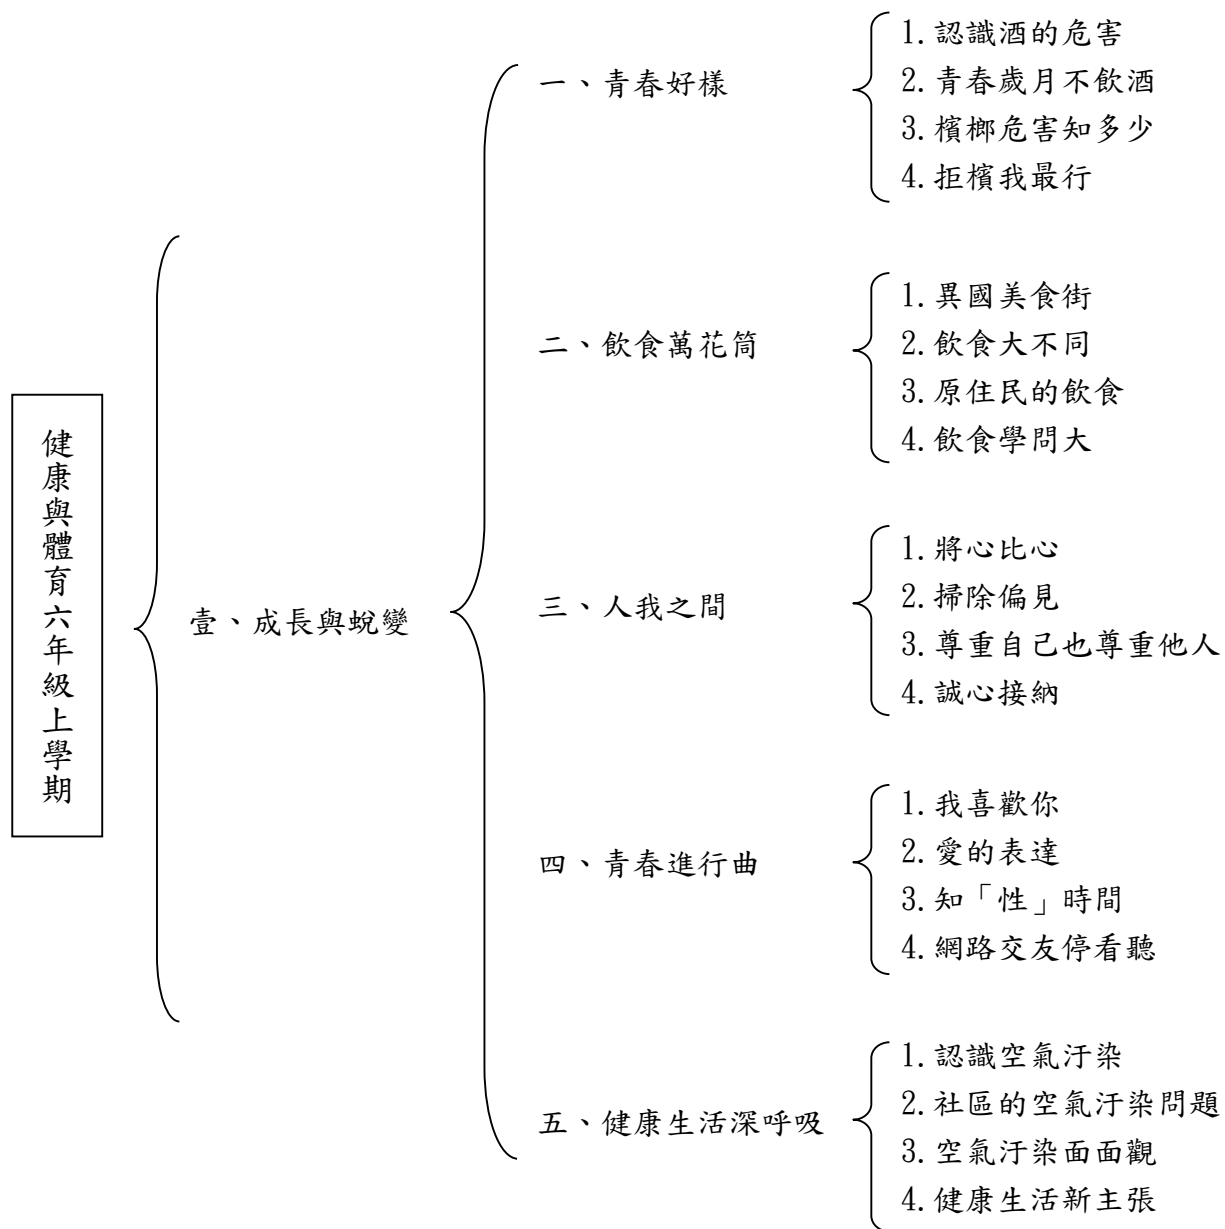 健康與體育六年級上學期
壹、成長與蛻變
一、青春好樣
1.認識酒的危害
2.青春歲月不飲酒
3.檳榔危害知多少
4.拒檳我最行
二、飲食萬花筒
1.異國美食街
2.飲食大不同
3.原住民的飲食
4.飲食學問大
三、人我之間
1.將心比心
2.掃除偏見
3.尊重自己也尊重他人
4.誠心接納
四、青春進行曲
1.我喜歡你
2.愛的表達
3.知「性」時間
4.網路交友停看聽
五、健康生活深呼吸
1.認識空氣汙染
2.社區的空氣汙染問題
3.空氣汙染面面觀
4.健康生活新主張